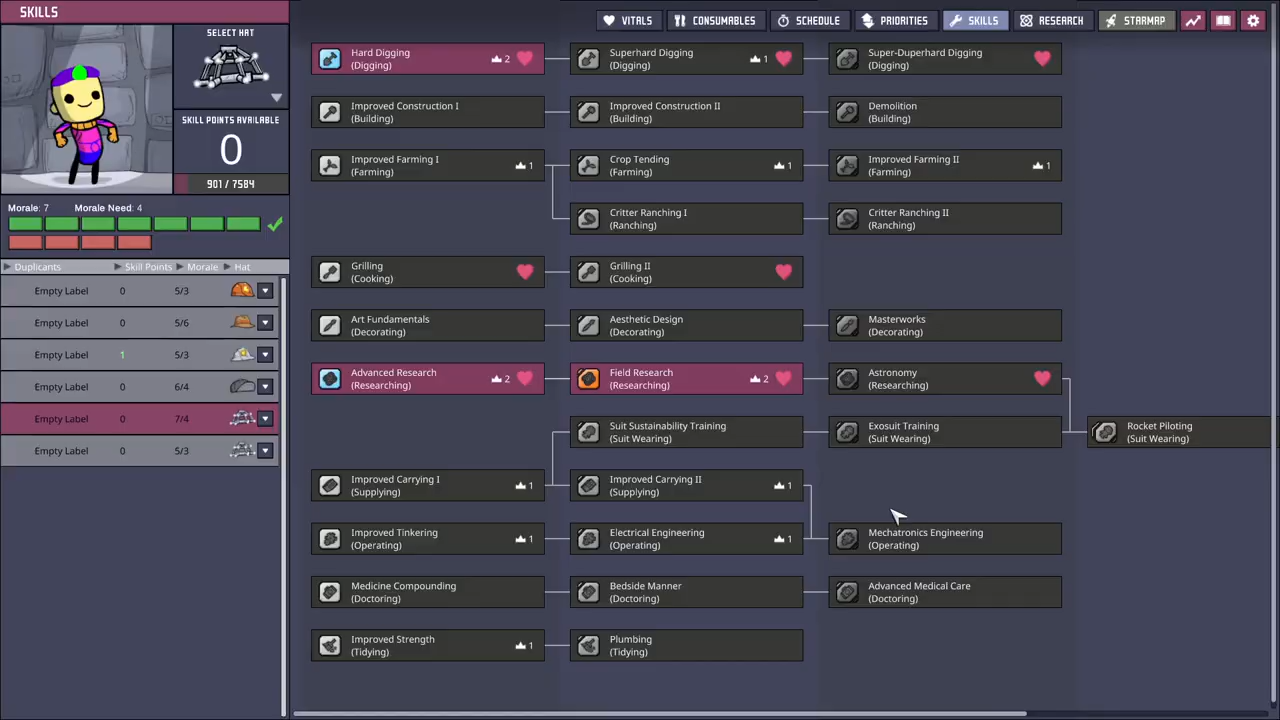 SKILLS
VITALS
CONSUMABLES
SCHEDULE
PRIORITIES
SKILLS
RESEARCH
STARMAP
SELECT HAT
SKILL POINTS AVAILABLE
0
901 / 7584
Morale: 7 Morale Need: 4
Duplicants Skill Points Morale Hat
Empty Label 0 5/3
Empty Label 0 5/6
Empty Label 1 5/3
Empty Label 0 6/4
Empty Label 0 7/4
Empty Label 0 5/3
Hard Digging
(Digging)
2
Superhard Digging
(Digging)
1
Super-Duperhard Digging
(Digging)
Improved Construction I
(Building)
Improved Construction II
(Building)
Demolition
(Building)
Improved Farming I
(Farming)
1
Crop Tending
(Farming)
1
Improved Farming II
(Farming)
1
Critter Ranching I
(Ranching)
Critter Ranching II
(Ranching)
Grilling
(Cooking)
Grilling II
(Cooking)
Art Fundamentals
(Decorating)
Aesthetic Design
(Decorating)
Masterworks
(Decorating)
Advanced Research
(Researching)
2
Field Research
(Researching)
2
Astronomy
(Researching)
Suit Sustainability Training
(Suit Wearing)
Exosuit Training
(Suit Wearing)
Rocket Piloting
(Suit Wearing)
Improved Carrying I
(Supplying)
1
Improved Carrying II
(Supplying)
1
Improved Tinkering
(Operating)
1
Electrical Engineering
(Operating)
1
Mechatronics Engineering
(Operating)
Medicine Compounding
(Doctoring)
Bedside Manner
(Doctoring)
Advanced Medical Care
(Doctoring)
Improved Strength
(Tidying)
1
Plumbing
(Tidying)